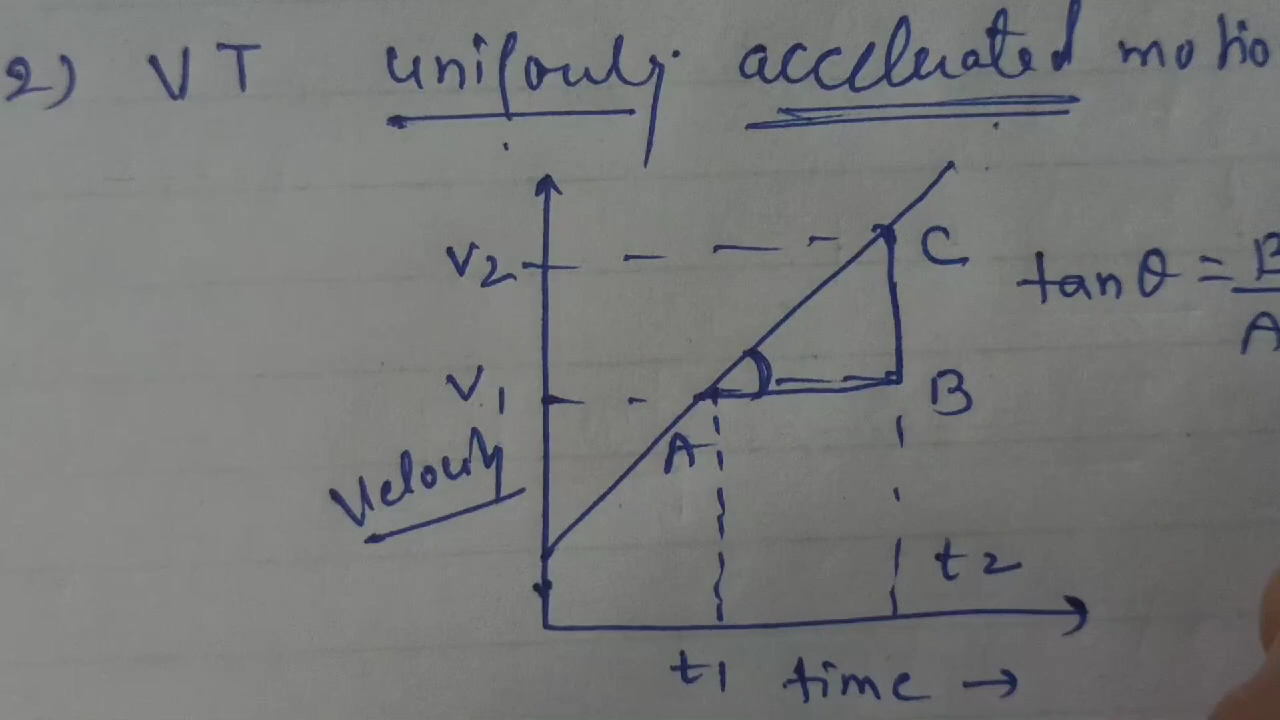 2) VT uniformly accelerated motio
V2 C tanθ = B
A
V1 B
A
Velocity
t2
t1 time →